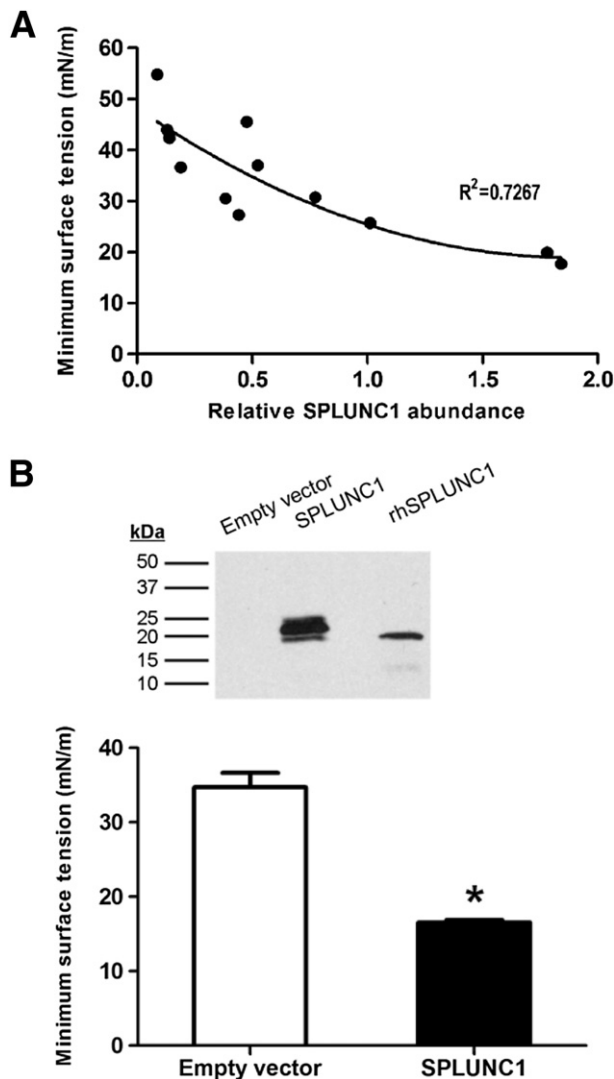 A
Minimum surface tension (mN/m)
60
50
40
30
20
10
0
R²=0.7267
0.0 0.5 1.0 1.5 2.0
Relative SPLUNC1 abundance
B
Empty vector
SPLUNC1
rhSPLUNC1
kDa
50
37
25
20
15
10
Minimum surface tension (mN/m)
40
30
20
10
0
*
Empty vector SPLUNC1